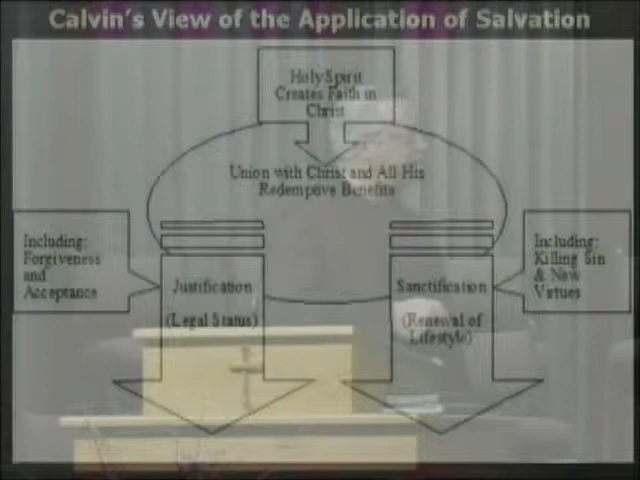 Calvin's View of the Application of Salvation
Holy Spirit
Creates Faith in
Christ
Union with Christ and All His
Redemptive Benefits
Including:
Forgiveness
and
Acceptance
Justification
(Legal Status)
Sanctification
(Renewal of
Lifestyle)
Including:
Killing Sin
& New
Virtues